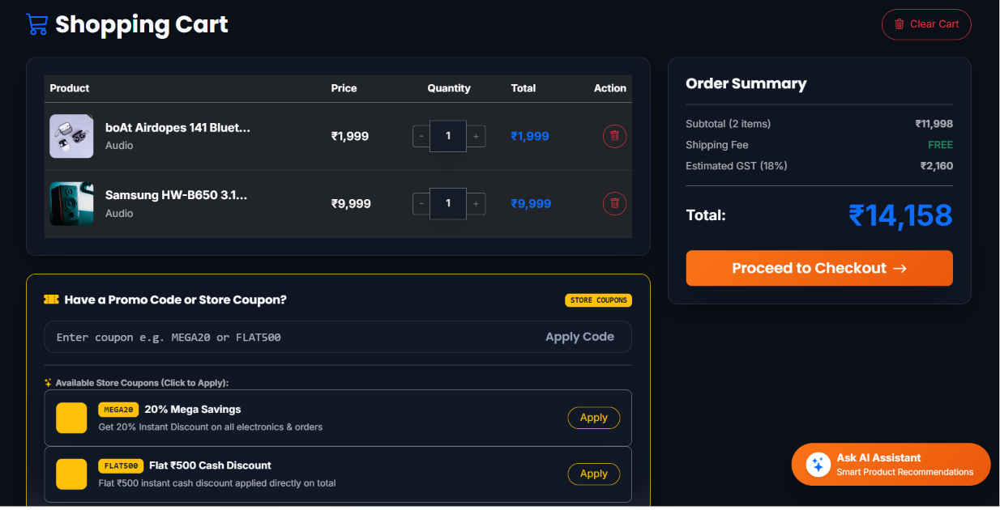 Shopping Cart
Clear Cart
Product Price Quantity Total Action
boAt Airdopes 141 Bluet...
Audio
₹1,999 - 1 + ₹1,999
Samsung HW-B650 3.1...
Audio
₹9,999 - 1 + ₹9,999
Order Summary
Subtotal (2 items) ₹11,998
Shipping Fee FREE
Estimated GST (18%) ₹2,160
Total: ₹14,158
Proceed to Checkout →
Have a Promo Code or Store Coupon? STORE COUPONS
Enter coupon e.g. MEGA20 or FLAT500 Apply Code
Available Store Coupons (Click to Apply):
MEGA20 20% Mega Savings
Get 20% Instant Discount on all electronics & orders
Apply
FLAT500 Flat ₹500 Cash Discount
Flat ₹500 instant cash discount applied directly on total
Apply
Ask AI Assistant
Smart Product Recommendations